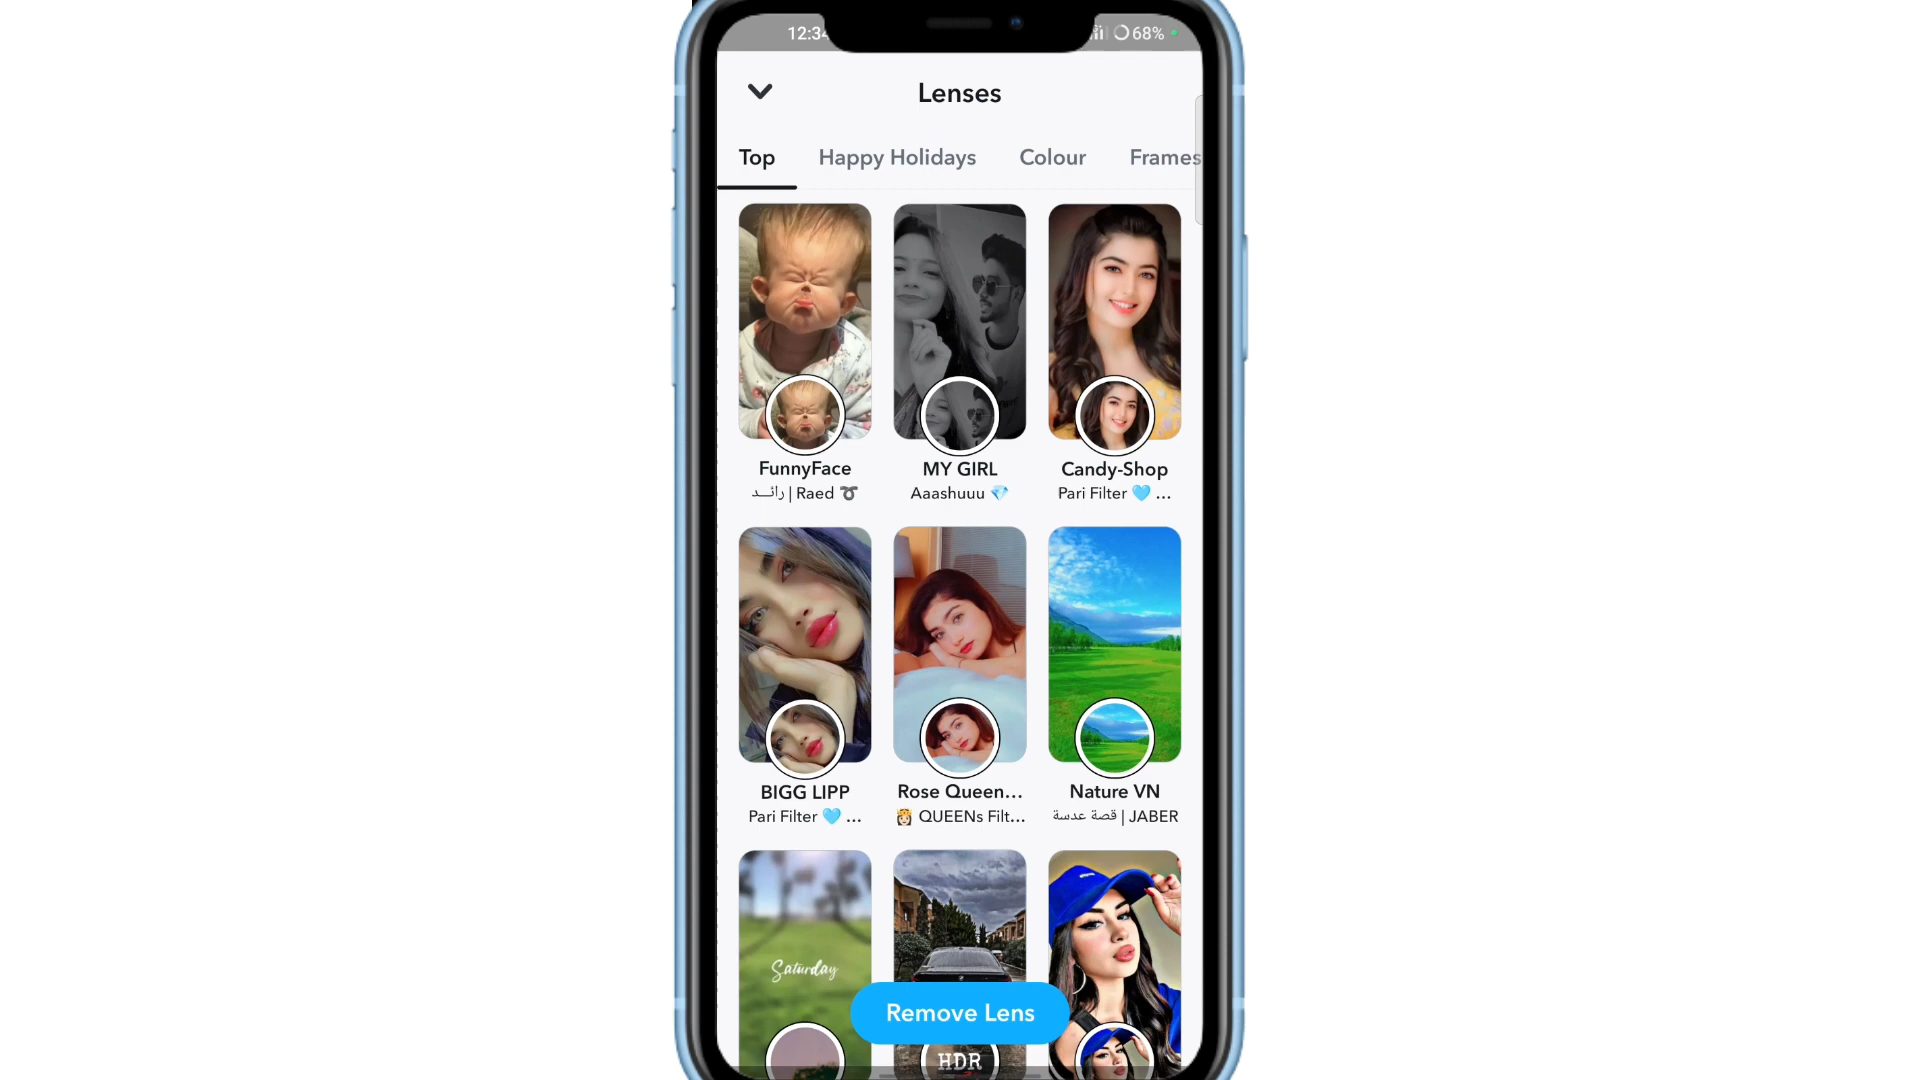 12:34
68%
Lenses
Top Happy Holidays Colour Frames
FunnyFace MY GIRL Candy-Shop
رائــد | Raed ➰ Aaashuuu 💎 Pari Filter 🩵 ...
BIGG LIPP Rose Queen... Nature VN
Pari Filter 🩵 ... 👸🏻 QUEENs Filt... قصة عدسة | JABER
Saturday
Remove Lens
HDR